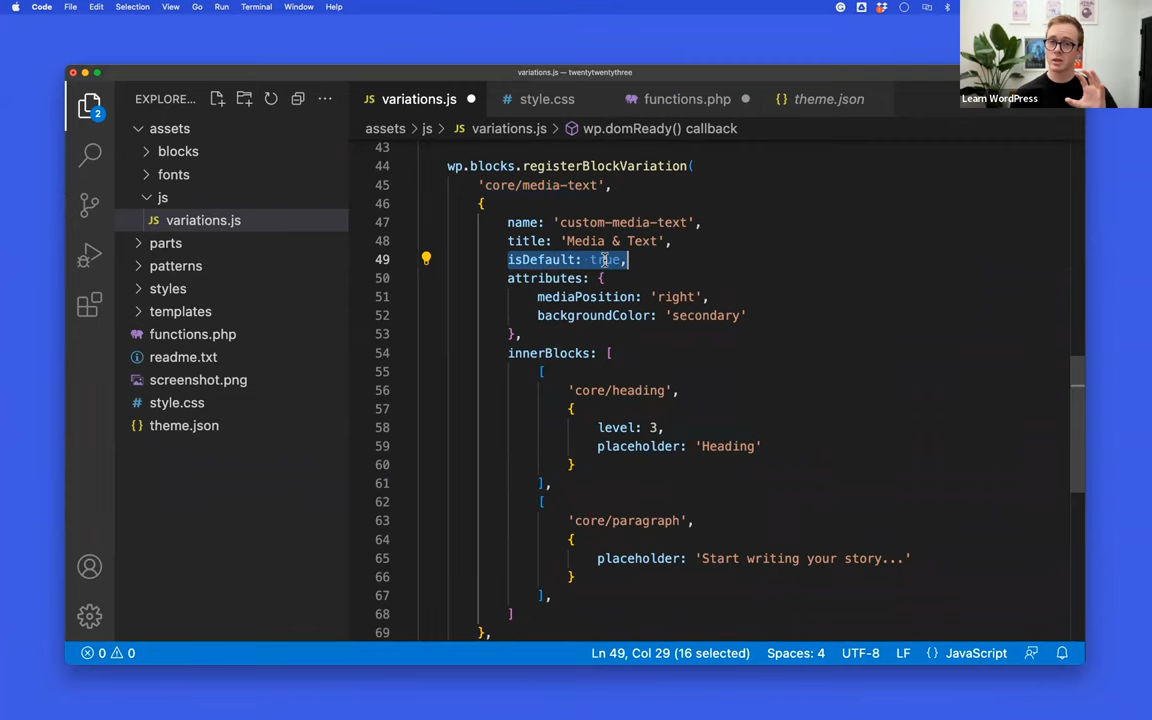 Code File Edit Selection View Go Run Terminal Window Help
Learn WordPress
variations.js — twentytwentythree
EXPLORE...
JS variations.js
# style.css
functions.php
{} theme.json
assets > js > JS variations.js > wp.domReady() callback
2
assets
blocks
fonts
js
JS variations.js
parts
patterns
styles
templates
functions.php
readme.txt
screenshot.png
# style.css
{} theme.json
43
44 wp.blocks.registerBlockVariation(
45 'core/media-text',
46 {
47 name: 'custom-media-text',
48 title: 'Media & Text',
49 isDefault: true,
50 attributes: {
51 mediaPosition: 'right',
52 backgroundColor: 'secondary'
53 },
54 innerBlocks: [
55 [
56 'core/heading',
57 {
58 level: 3,
59 placeholder: 'Heading'
60 }
61 ],
62 [
63 'core/paragraph',
64 {
65 placeholder: 'Start writing your story...'
66 }
67 ],
68 ]
69 },
0 0 Ln 49, Col 29 (16 selected) Spaces: 4 UTF-8 LF {} JavaScript